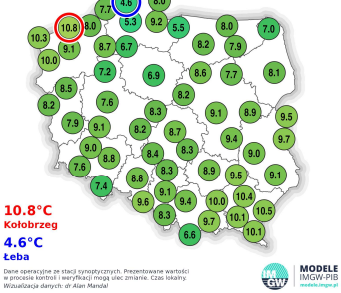 7.7 4.6 8.0
10.3 10.8 8.0 5.3 9.2 5.5 8.0 7.0
9.1 8.7 6.7 8.2 7.9
10.0
7.2 6.9 8.6 7.7 8.1
8.5
8.2 7.6 8.3 8.2 9.1 8.9 9.5
7.9 9.1 8.2 8.7 9.4 9.7
9.0 8.8 8.4 8.3 9.0
7.6 8.3 8.9 9.5 9.1
7.4 8.8 9.1
9.6 9.4 10.0 10.4
8.3 9.7 10.1 10.5
6.6 9.1
10.8°C
Kołobrzeg
4.6°C
Łeba
Dane operacyjne ze stacji synoptycznych. Prezentowane wartości
w procesie kontroli i weryfikacji mogą ulec zmianie. Czas lokalny.
Wizualizacja danych: dr Alan Mandal
IM
GW
MODELE
IMGW-PIB
modele.imgw.pl